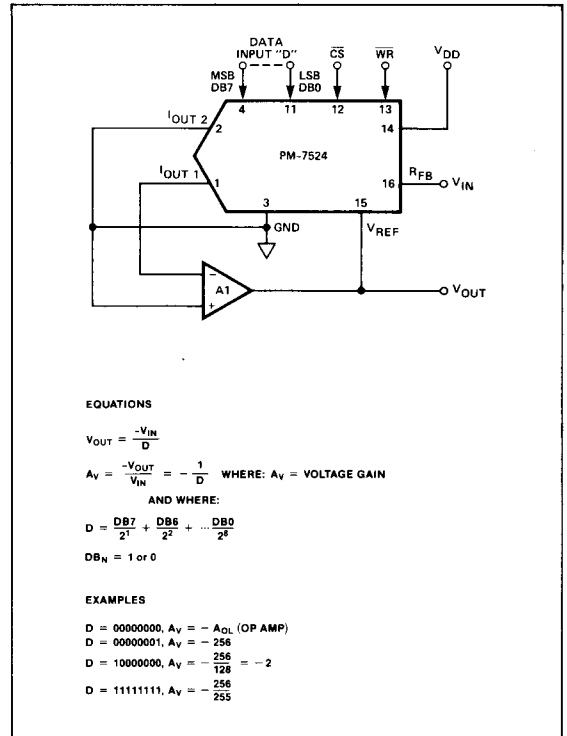 DATA
INPUT "D"
MSB
DB7
LSB
DB0
CS
WR
VDD
4
11
12
13
IOUT 2
2
14
PM-7524
IOUT 1
1
16
RFB
VIN
3
15
GND
VREF
A1
−
+
VOUT
EQUATIONS
VOUT = -VIN / D
AV = -VOUT / VIN = - 1 / D WHERE: AV = VOLTAGE GAIN
AND WHERE:
D = DB7 / 2^1 + DB6 / 2^2 + ··· DB0 / 2^8
DBN = 1 or 0
EXAMPLES
D = 00000000, AV = − AOL (OP AMP)
D = 00000001, AV = − 256
D = 10000000, AV = − 256 / 128 = −2
D = 11111111, AV = − 256 / 255